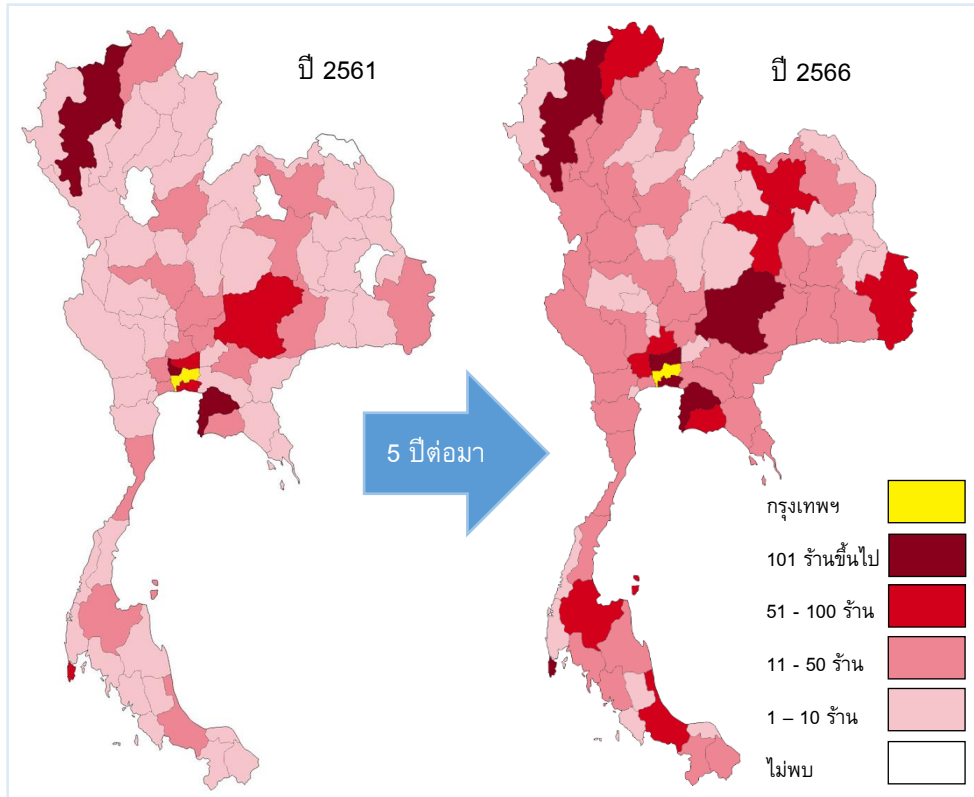 ปี 2561
ปี 2566
5 ปีต่อมา
กรุงเทพฯ
101 ร้านขึ้นไป
51 - 100 ร้าน
11 - 50 ร้าน
1 – 10 ร้าน
ไม่พบ